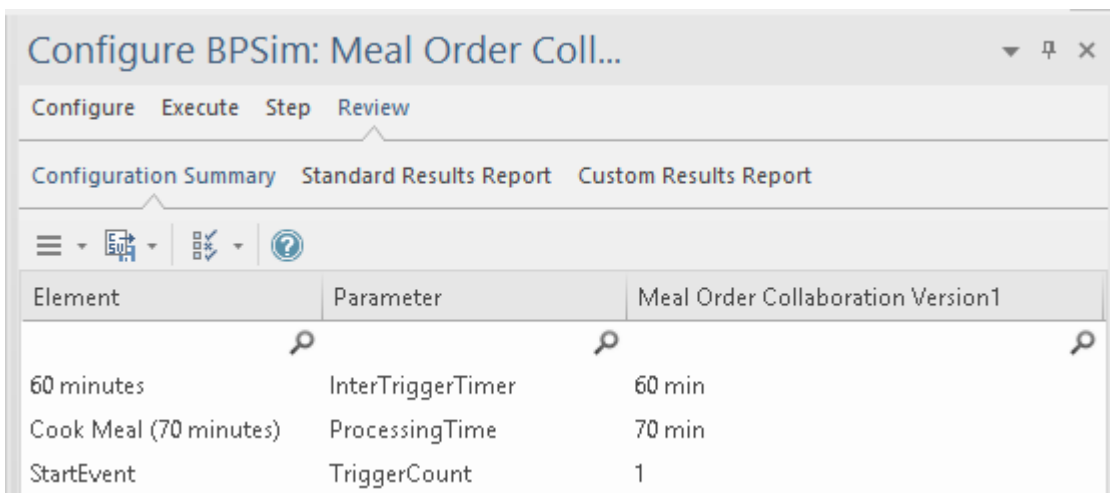 Configure BPSim: Meal Order Coll...
Configure Execute Step Review
Configuration Summary Standard Results Report Custom Results Report
Element Parameter Meal Order Collaboration Version1
60 minutes InterTriggerTimer 60 min
Cook Meal (70 minutes) ProcessingTime 70 min
StartEvent TriggerCount 1